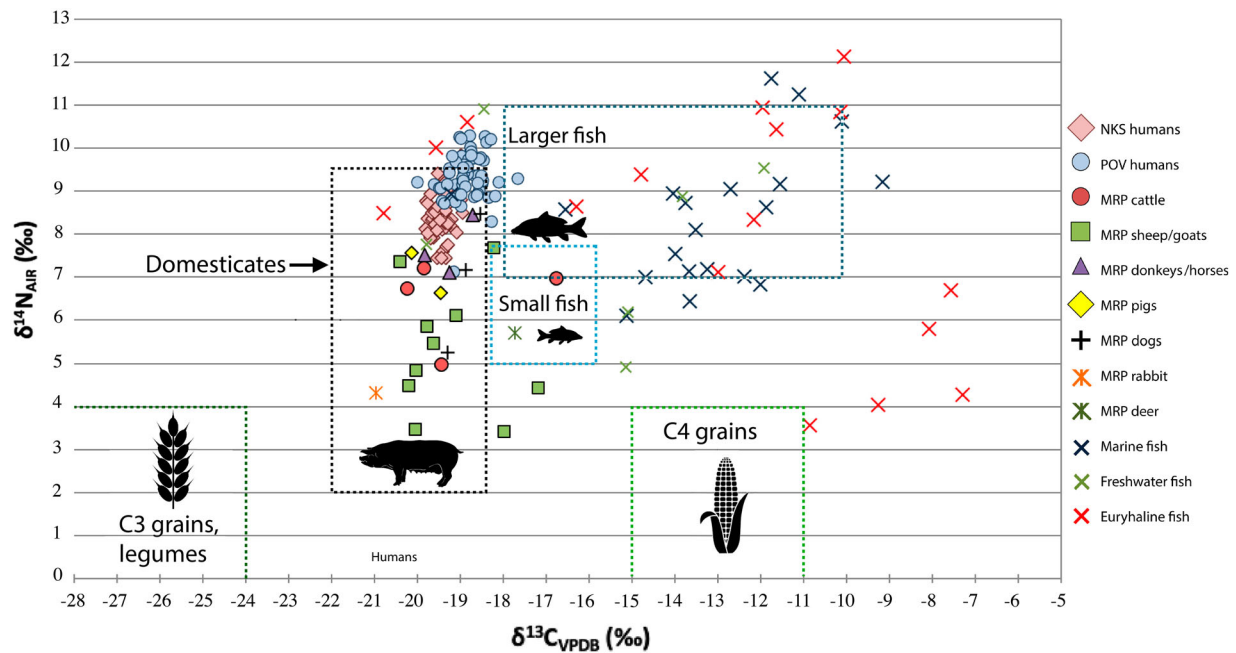 13
12
11
10
9
8
7
6
5
4
3
2
1
0
δ¹⁴N_AIR (‰)
Larger fish
Domesticates
Small fish
C4 grains
C3 grains,
legumes
Humans
-28 -27 -26 -25 -24 -23 -22 -21 -20 -19 -18 -17 -16 -15 -14 -13 -12 -11 -10 -9 -8 -7 -6 -5
δ¹³C_VPDB (‰)
NKS humans
POV humans
MRP cattle
MRP sheep/goats
MRP donkeys/horses
MRP pigs
MRP dogs
MRP rabbit
MRP deer
Marine fish
Freshwater fish
Euryhaline fish